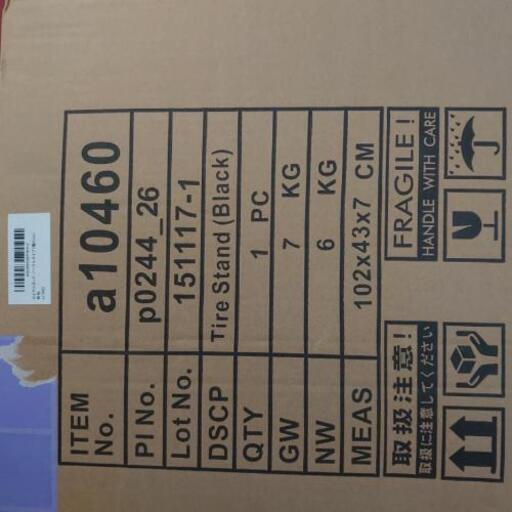 ITEM No. a10460
PI No. p0244_26
Lot No. 151117-1
DSCP Tire Stand (Black)
QTY 1 PC
GW 7 KG
NW 6 KG
MEAS 102x43x7 CM
取扱注意!
取扱に注意してください
FRAGILE!
HANDLE WITH CARE